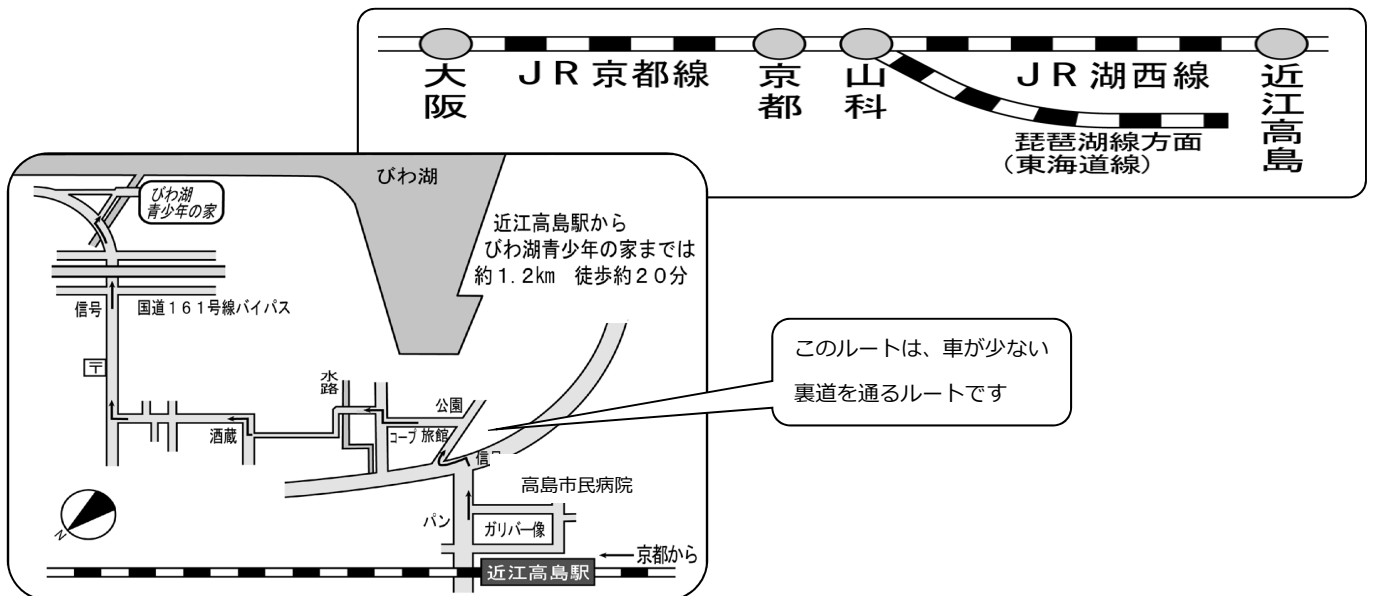 大阪
JR京都線
京都
山科
JR湖西線
近江高島
琵琶湖線方面
(東海道線)
びわ湖
びわ湖
青少年の家
近江高島駅から
びわ湖青少年の家までは
約1.2km 徒歩約20分
信号
国道161号線バイパス
このルートは、車が少ない
裏道を通るルートです
〒
水路
公園
酒蔵
コープ
旅館
高島市民病院
パン
ガリバー像
N
京都から
近江高島駅